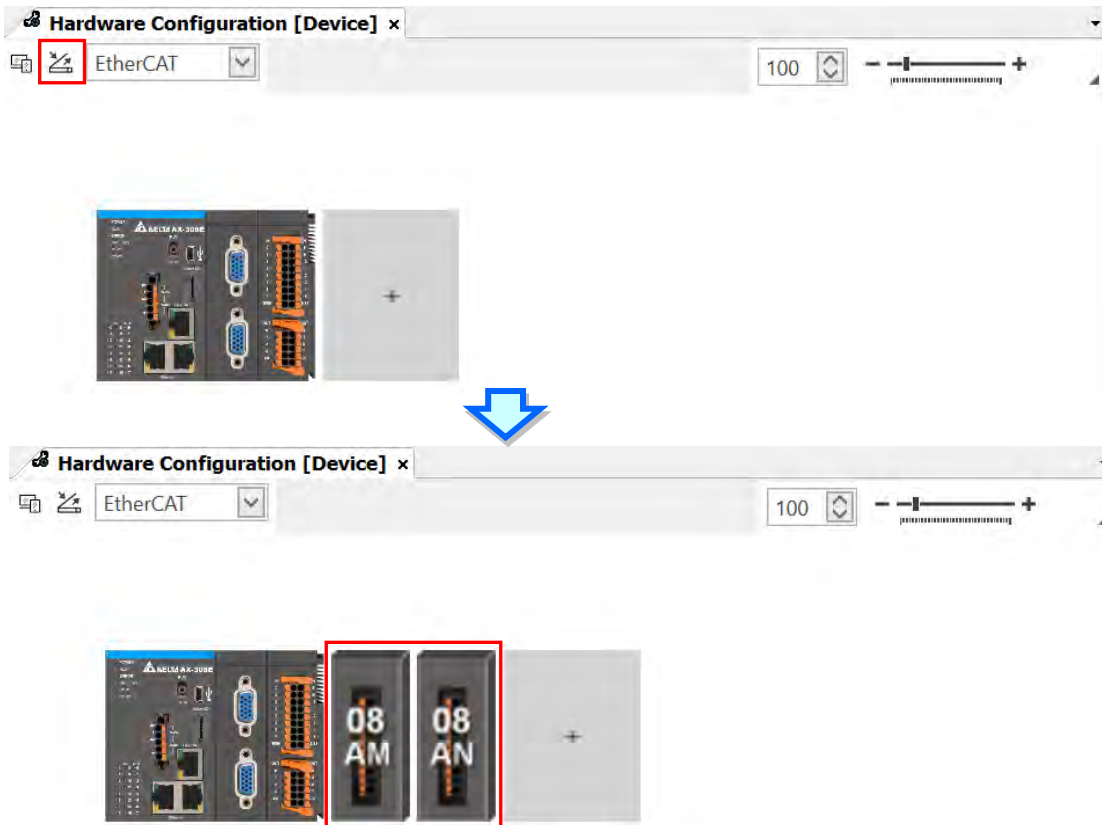 Hardware Configuration [Device] ×
EtherCAT
100
- +
DELTA AX-308E
+
Hardware Configuration [Device] ×
EtherCAT
100
- +
DELTA AX-308E
08 AM
08 AN
+